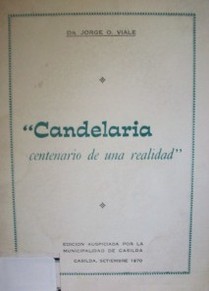 Dr. JORGE O. VIALE
“Candelaria
centenario de una realidad”
EDICION AUSPICIADA POR LA
MUNICIPALIDAD DE CASILDA
CASILDA, SETIEMBRE 1970